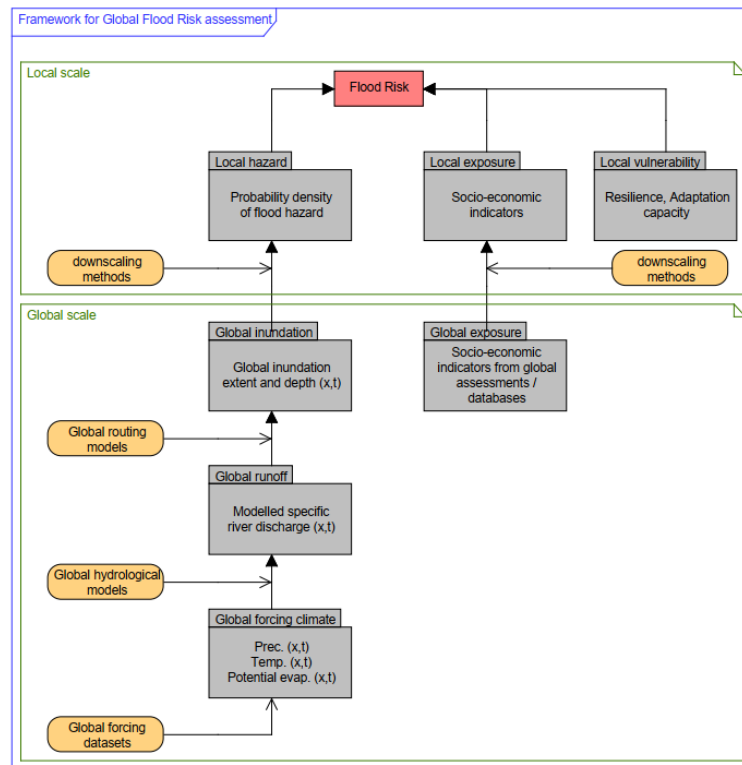 Framework for Global Flood Risk assessment
Local scale
Flood Risk
Local hazard
Probability density
of flood hazard
Local exposure
Socio-economic
indicators
Local vulnerability
Resilience, Adaptation
capacity
downscaling
methods
downscaling
methods
Global scale
Global inundation
Global inundation
extent and depth (x,t)
Global exposure
Socio-economic
indicators from global
assessments /
databases
Global routing
models
Global runoff
Modelled specific
river discharge (x,t)
Global hydrological
models
Global forcing climate
Prec. (x,t)
Temp. (x,t)
Potential evap. (x,t)
Global forcing
datasets